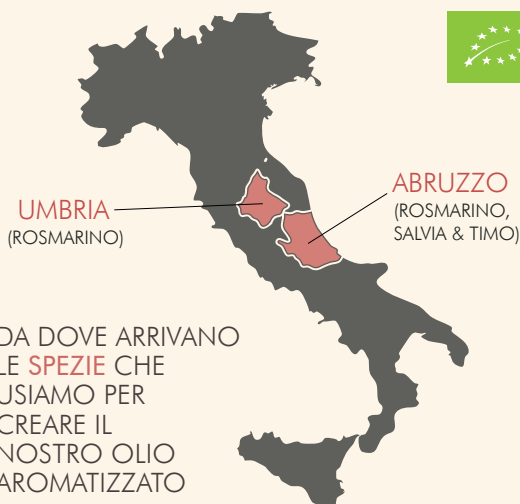 UMBRIA
(ROSMARINO)
ABRUZZO
(ROSMARINO,
SALVIA & TIMO)
DA DOVE ARRIVANO
LE SPEZIE CHE
USIAMO PER
CREARE IL
NOSTRO OLIO
AROMATIZZATO